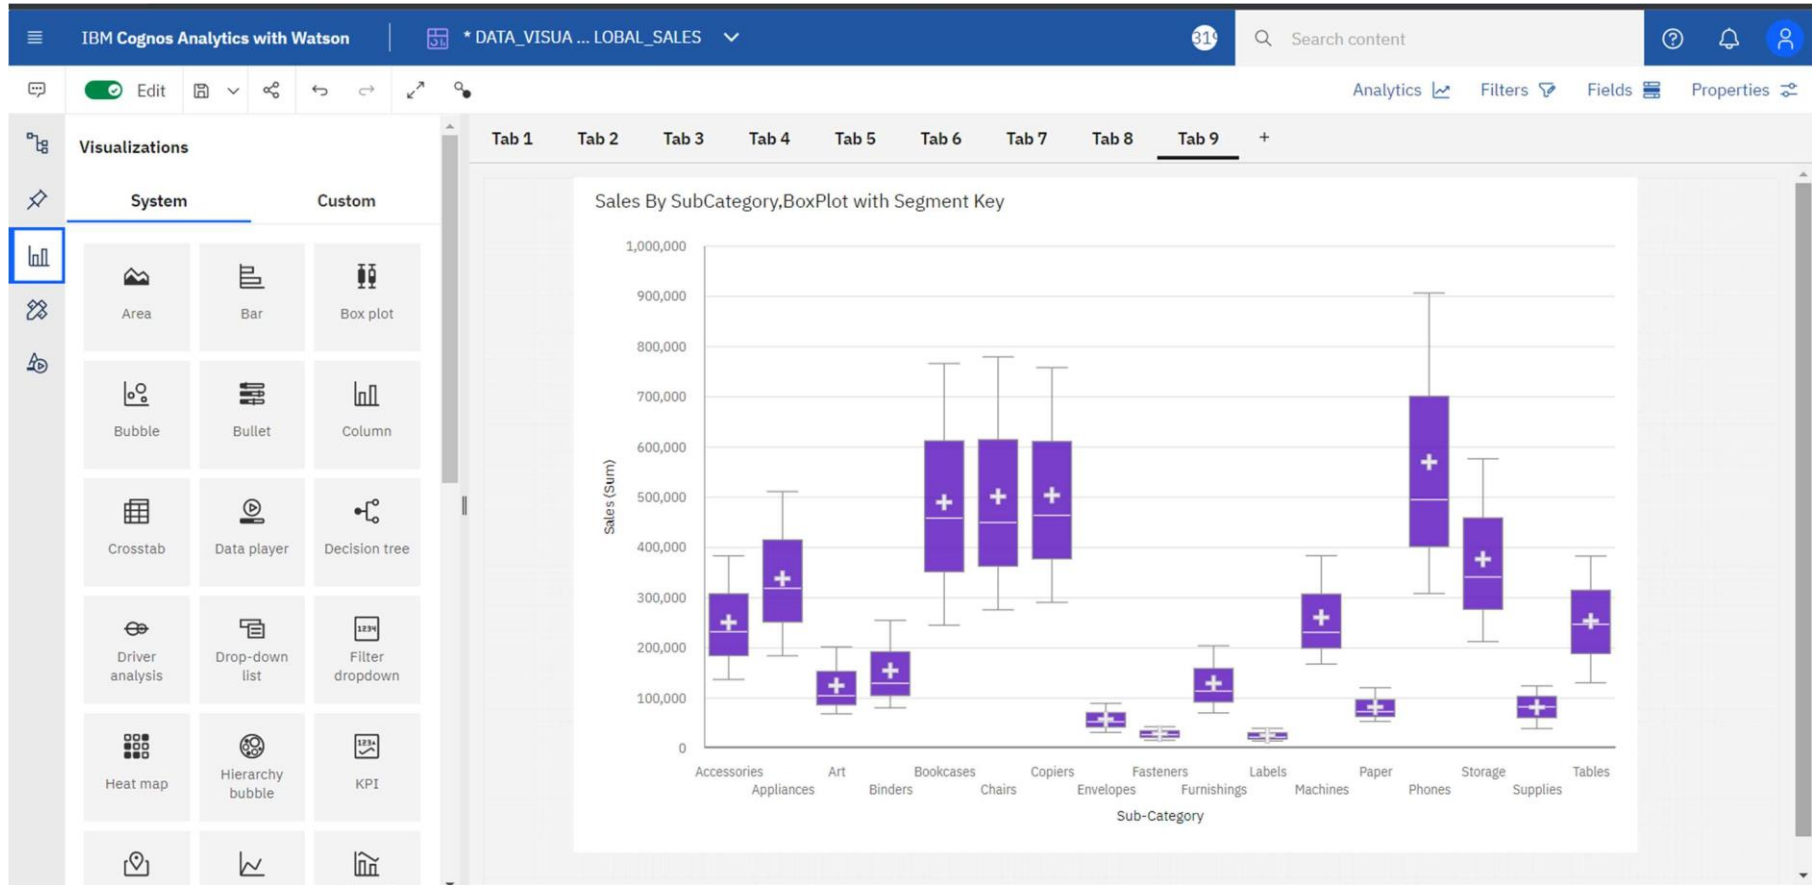 IBM Cognos Analytics with Watson
* DATA_VISUA ... LOBAL_SALES
Search content
Edit
Analytics
Filters
Fields
Properties
Visualizations
System Custom
Area Bar Box plot
Bubble Bullet Column
Crosstab Data player Decision tree
Driver analysis
Drop-down list
1234
Filter dropdown
Heat map
Hierarchy bubble
KPI
Tab 1 Tab 2 Tab 3 Tab 4 Tab 5 Tab 6 Tab 7 Tab 8 Tab 9 +
Sales By SubCategory,BoxPlot with Segment Key
1,000,000
900,000
800,000
700,000
600,000
500,000
400,000
300,000
200,000
100,000
0
Sales (Sum)
Accessories Art Bookcases Copiers Fasteners Labels Paper Storage Tables
Appliances Binders Chairs Envelopes Furnishings Machines Phones Supplies
Sub-Category